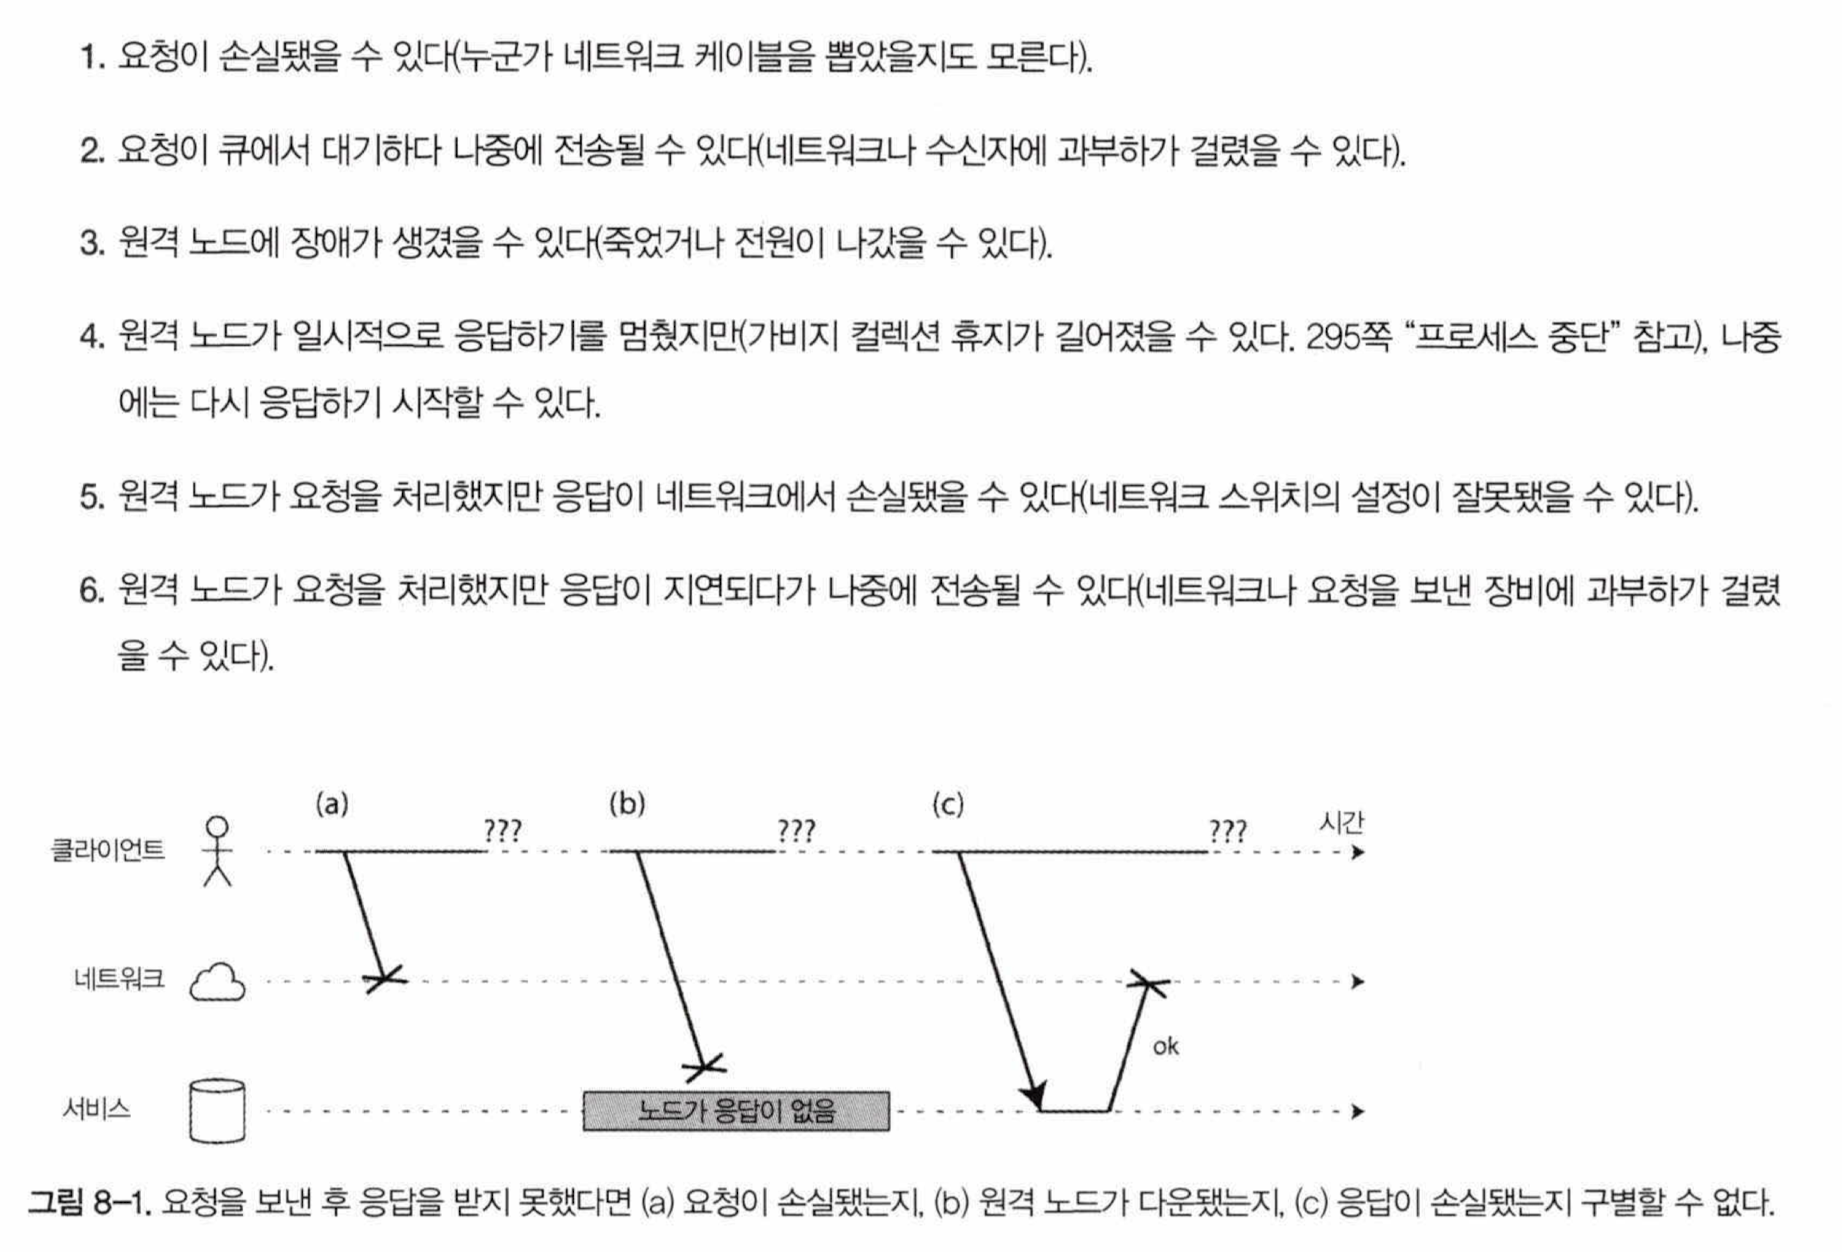 1. 요청이 손실됐을 수 있다(누군가 네트워크 케이블을 뽑았을지도 모른다).
2. 요청이 큐에서 대기하다 나중에 전송될 수 있다(네트워크나 수신자에 과부하가 걸렸을 수 있다).
3. 원격 노드에 장애가 생겼을 수 있다(죽었거나 전원이 나갔을 수 있다).
4. 원격 노드가 일시적으로 응답하기를 멈췄지만(가비지 컬렉션 휴지가 길어졌을 수 있다. 295쪽 “프로세스 중단” 참고), 나중
에는 다시 응답하기 시작할 수 있다.
5. 원격 노드가 요청을 처리했지만 응답이 네트워크에서 손실됐을 수 있다(네트워크 스위치의 설정이 잘못됐을 수 있다).
6. 원격 노드가 요청을 처리했지만 응답이 지연되다가 나중에 전송될 수 있다(네트워크나 요청을 보낸 장비에 과부하가 걸렸
을 수 있다).
(a) (b) (c)
클라이언트 ??? ??? ??? 시간
네트워크
ok
서비스 노드가 응답이 없음
그림 8-1. 요청을 보낸 후 응답을 받지 못했다면 (a) 요청이 손실됐는지, (b) 원격 노드가 다운됐는지, (c) 응답이 손실됐는지 구별할 수 없다.